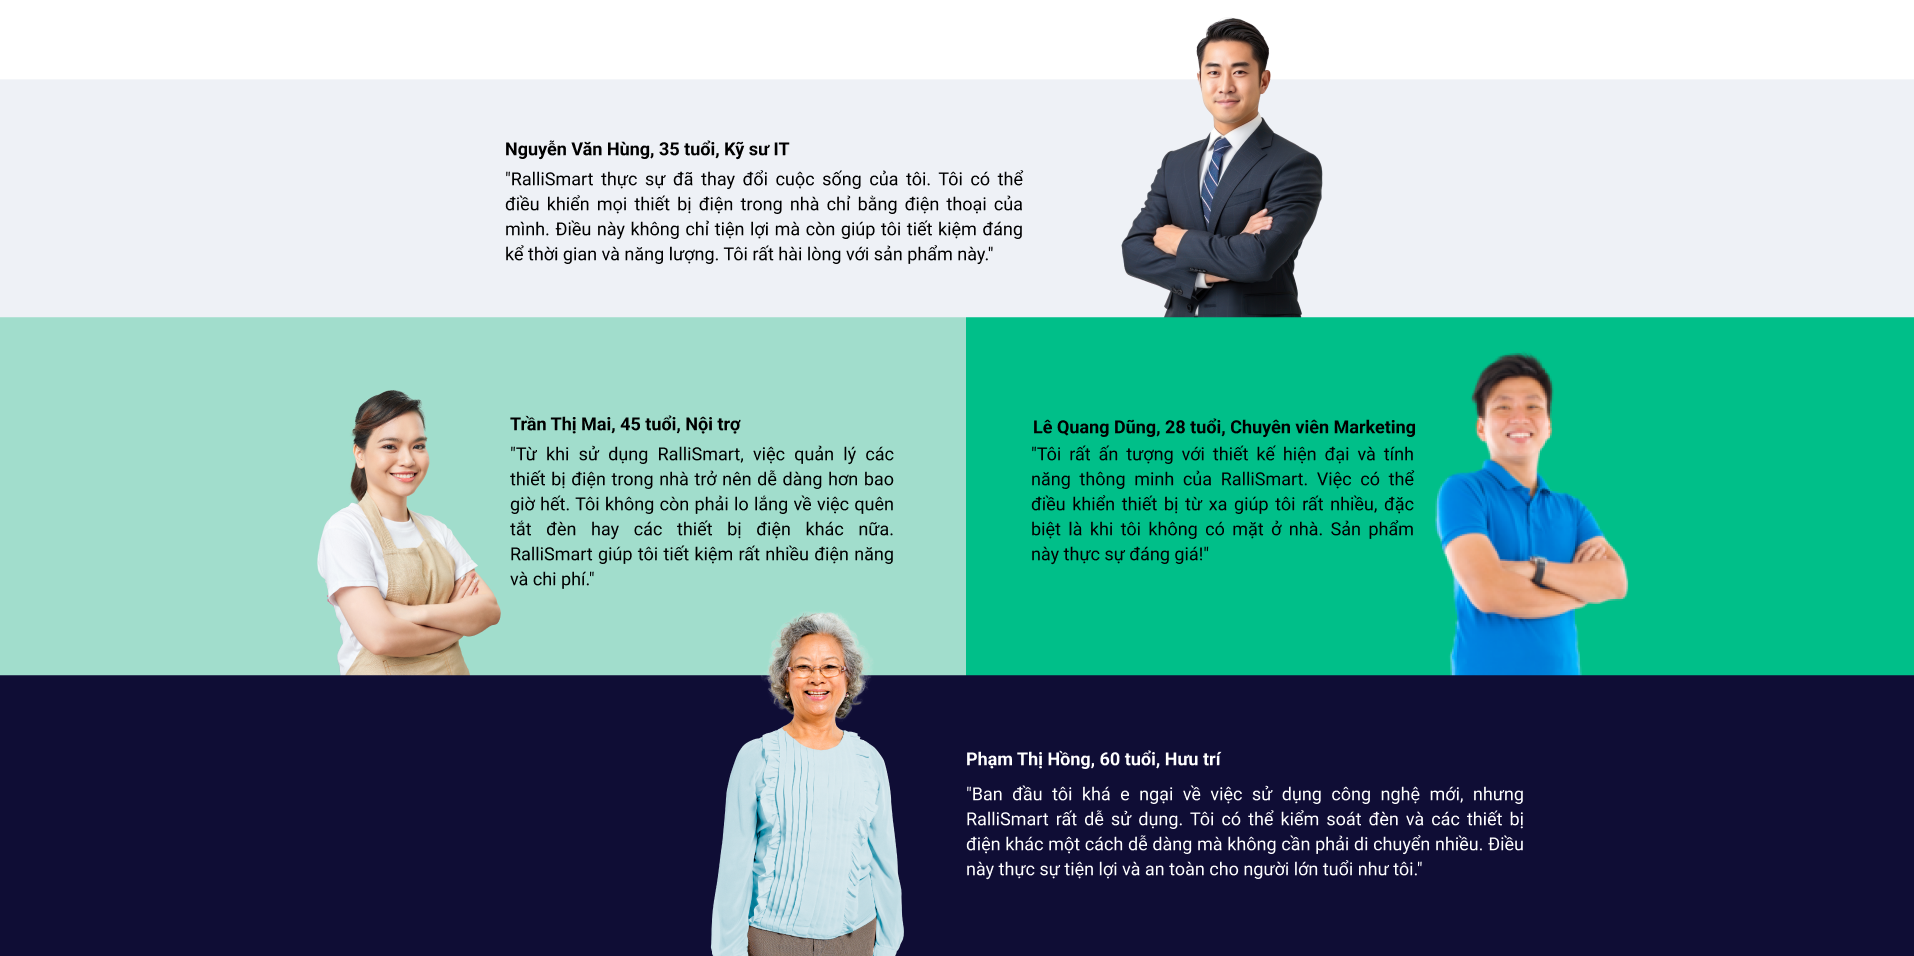 Nguyễn Văn Hùng, 35 tuổi, Kỹ sư IT
"RalliSmart thực sự đã thay đổi cuộc sống của tôi. Tôi có thể
điều khiển mọi thiết bị điện trong nhà chỉ bằng điện thoại của
mình. Điều này không chỉ tiện lợi mà còn giúp tôi tiết kiệm đáng
kể thời gian và năng lượng. Tôi rất hài lòng với sản phẩm này."
Trần Thị Mai, 45 tuổi, Nội trợ
"Từ khi sử dụng RalliSmart, việc quản lý các
thiết bị điện trong nhà trở nên dễ dàng hơn bao
giờ hết. Tôi không còn phải lo lắng về việc quên
tắt đèn hay các thiết bị điện khác nữa.
RalliSmart giúp tôi tiết kiệm rất nhiều điện năng
và chi phí."
Lê Quang Dũng, 28 tuổi, Chuyên viên Marketing
"Tôi rất ấn tượng với thiết kế hiện đại và tính
năng thông minh của RalliSmart. Việc có thể
điều khiển thiết bị từ xa giúp tôi rất nhiều, đặc
biệt là khi tôi không có mặt ở nhà. Sản phẩm
này thực sự đáng giá!"
Phạm Thị Hồng, 60 tuổi, Hưu trí
"Ban đầu tôi khá e ngại về việc sử dụng công nghệ mới, nhưng
RalliSmart rất dễ sử dụng. Tôi có thể kiểm soát đèn và các thiết bị
điện khác một cách dễ dàng mà không cần phải di chuyển nhiều. Điều
này thực sự tiện lợi và an toàn cho người lớn tuổi như tôi."